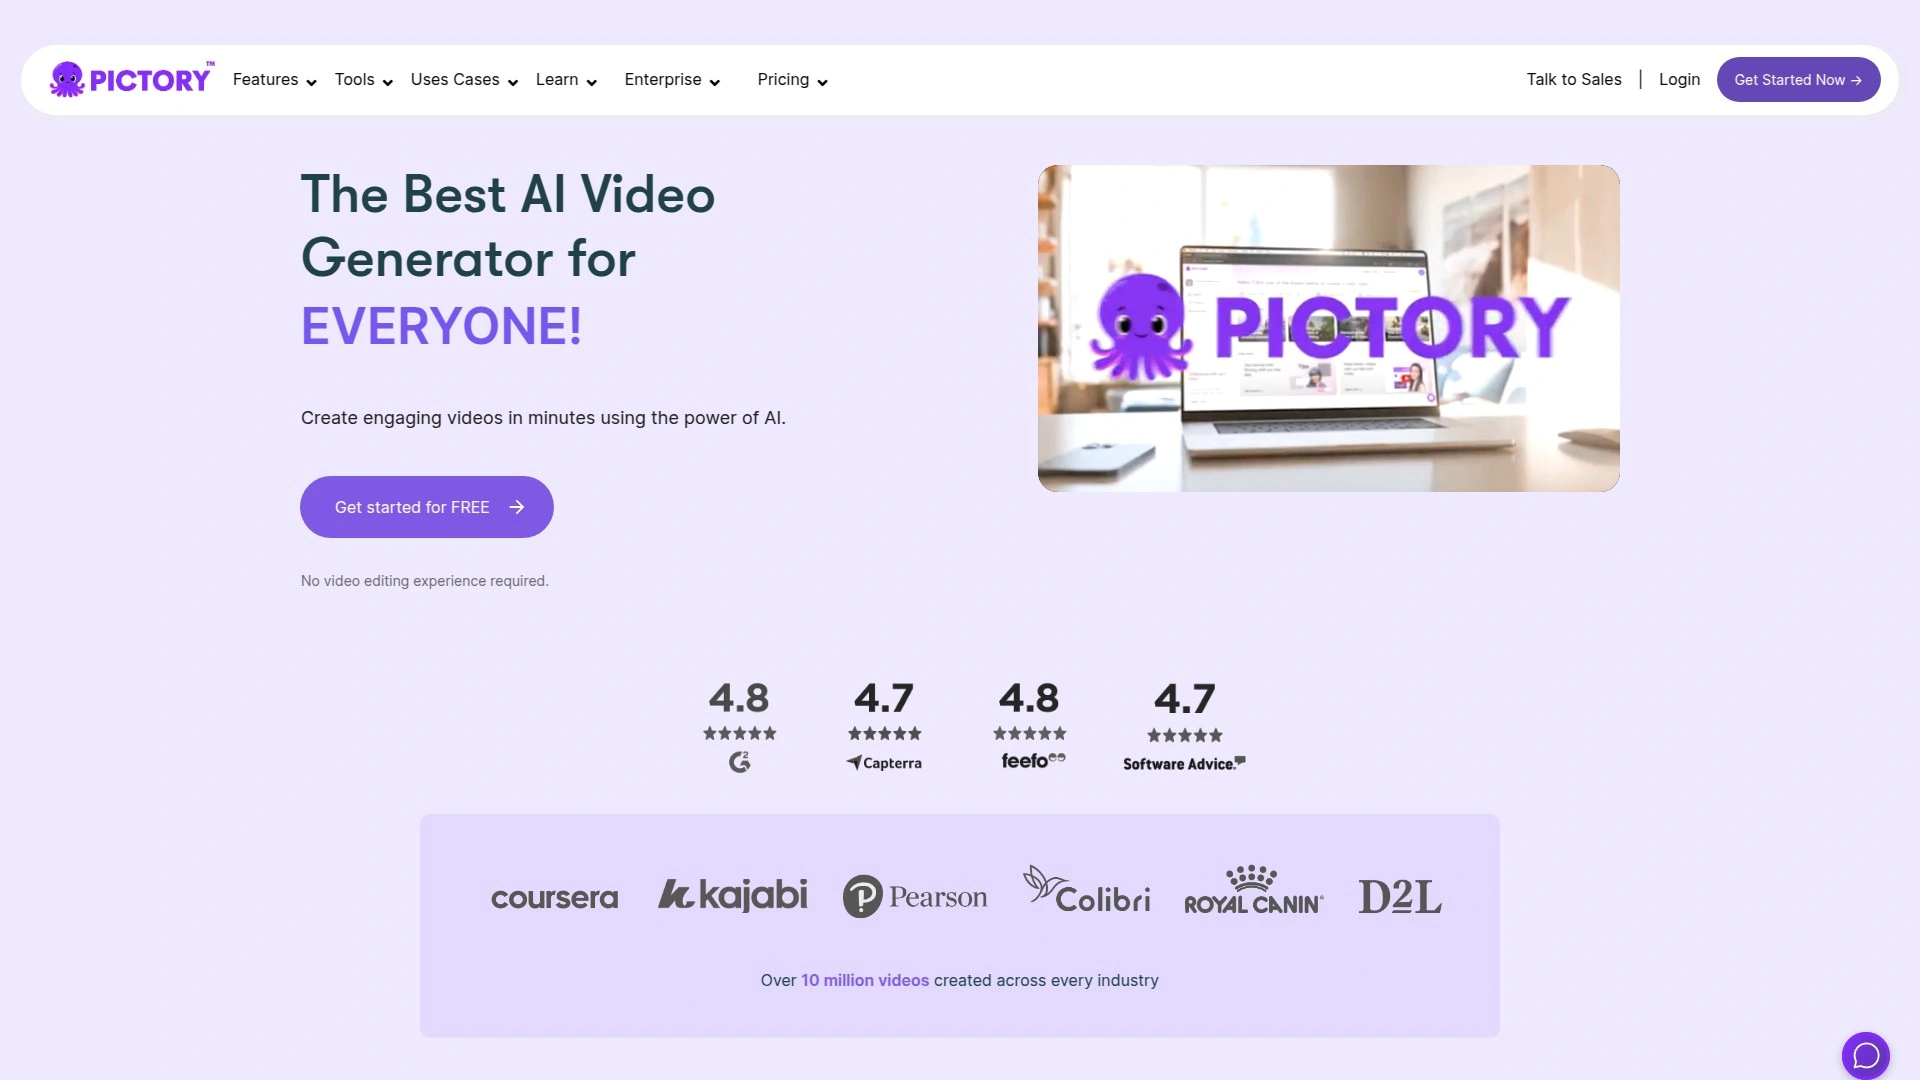 PICTORY™
Features
Tools
Uses Cases
Learn
Enterprise
Pricing
Talk to Sales | Login
Get Started Now →
The Best AI Video
Generator for
EVERYONE!
Create engaging videos in minutes using the power of AI.
Get started for FREE →
No video editing experience required.
PICTORY
4.8
4.7
4.8
4.7
G2
Capterra
feefo
Software Advice.
coursera
kajabi
P Pearson
Colibri
ROYAL CANIN®
D2L
Over 10 million videos created across every industry